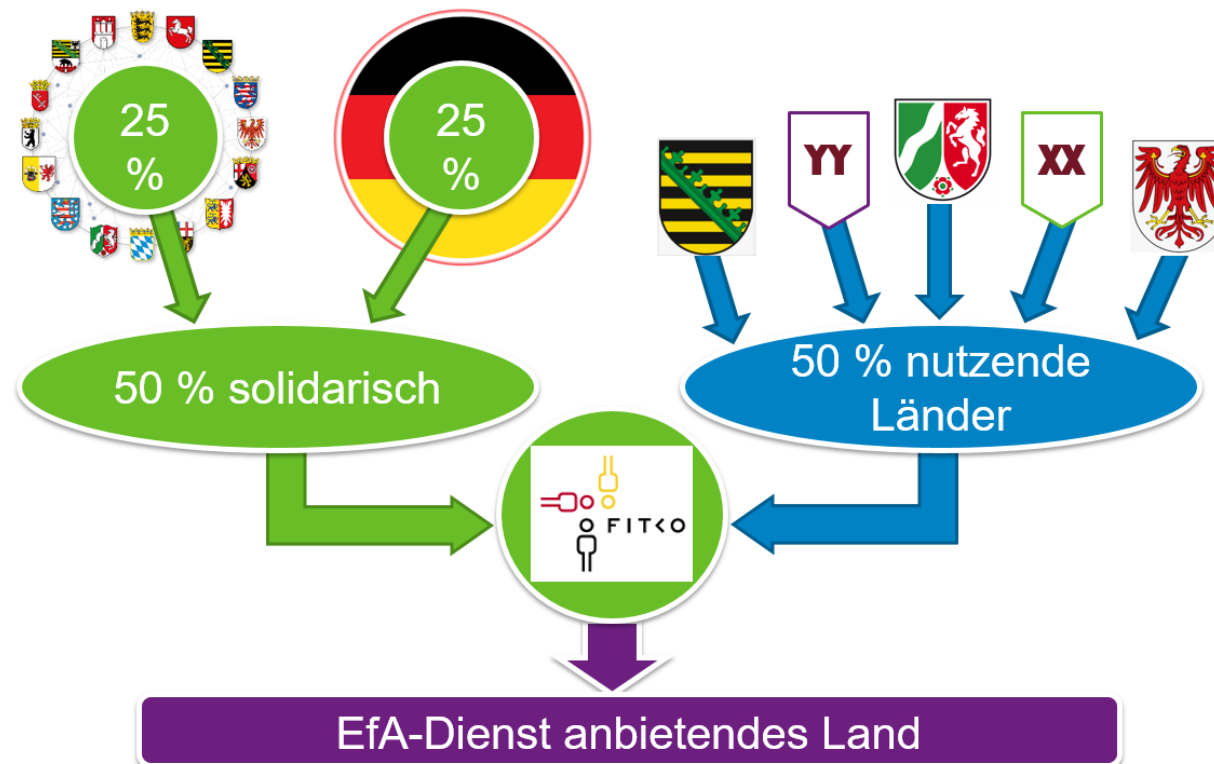 25
%
25
%
YY
XX
50 % solidarisch
50 % nutzende
Länder
FITKO
EfA-Dienst anbietendes Land